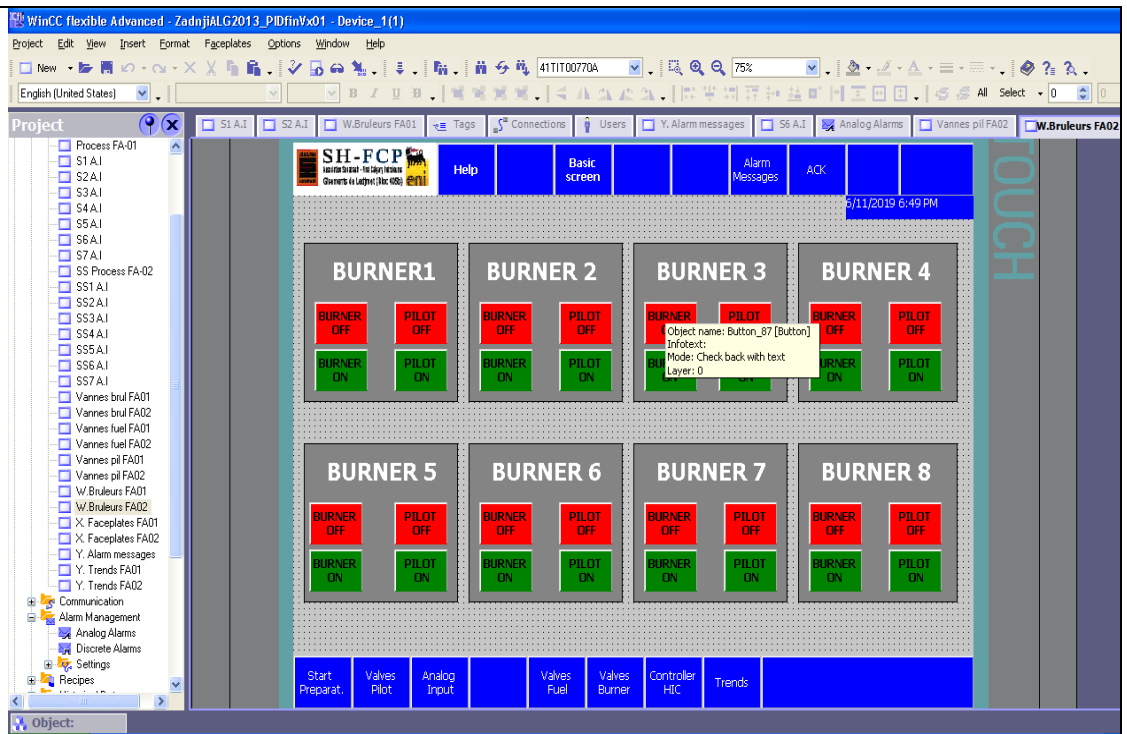 WinCC flexible Advanced - ZadnjiALG2013_PIDfinVx01 - Device_1(1)
Project Edit View Insert Format Faceplates Options Window Help
New 41TIT00770A 75%
English (United States) B I U All Select 0 0
Project
S1 A.I S2 A.I W.Bruleurs FA01 Tags Connections Users Y. Alarm messages S6 A.I Analog Alarms Vannes pil FA02 W.Bruleurs FA02
Process FA-01
S1 A.I
S2 A.I
S3 A.I
S4 A.I
S5 A.I
S6 A.I
S7 A.I
SS Process FA-02
SS1 A.I
SS2 A.I
SS3 A.I
SS4 A.I
SS5 A.I
SS6 A.I
SS7 A.I
Vannes brul FA01
Vannes brul FA02
Vannes fuel FA01
Vannes fuel FA02
Vannes pil FA01
Vannes pil FA02
W.Bruleurs FA01
W.Bruleurs FA02
X. Faceplates FA01
X. Faceplates FA02
Y. Alarm messages
Y. Trends FA01
Y. Trends FA02
Communication
Alarm Management
Analog Alarms
Discrete Alarms
Settings
Recipes
SH-FCP
Gisements de Ledjmet (Bloc 405b)
eni
Help
Basic
screen
Alarm
Messages
ACK
6/11/2019 6:49 PM
TOUCH
BURNER1 BURNER 2 BURNER 3 BURNER 4
BURNER PILOT BURNER PILOT BURNER PILOT BURNER PILOT
OFF OFF OFF OFF OFF OFF
Object name: Button_87 [Button]
Infotext:
Mode: Check back with text
Layer: 0
BURNER PILOT BURNER PILOT
ON ON ON ON ON ON ON
BURNER 5 BURNER 6 BURNER 7 BURNER 8
BURNER PILOT BURNER PILOT BURNER PILOT BURNER PILOT
OFF OFF OFF OFF OFF OFF OFF OFF
BURNER PILOT BURNER PILOT BURNER PILOT BURNER PILOT
ON ON ON ON ON ON ON ON
Start Valves Analog Valves Valves Controller Trends
Preparat. Pilot Input Fuel Burner HIC
Object: